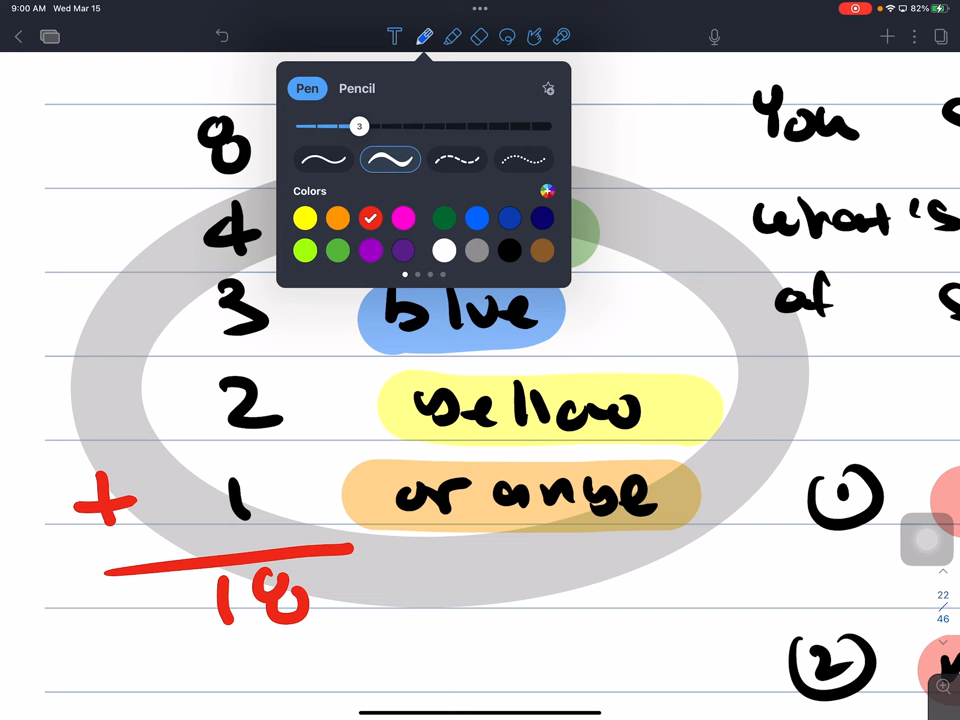 9:00 AM Wed Mar 15
82%
T
Pen
Pencil
3
Colors
8
4
3 blue
2 yellow
+ 1 orange
18
You
what's
of
1
2
22
46